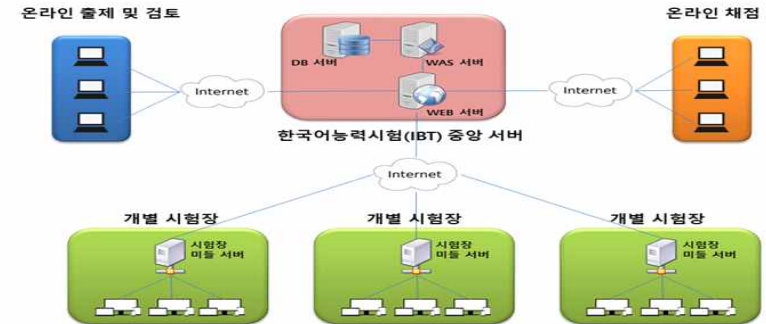 온라인 출제 및 검토
온라인 채점
DB 서버
WAS 서버
Internet
Internet
WEB 서버
한국어능력시험(IBT) 중앙 서버
Internet
개별 시험장
개별 시험장
개별 시험장
시험장
미들 서버
시험장
미들 서버
시험장
미들 서버